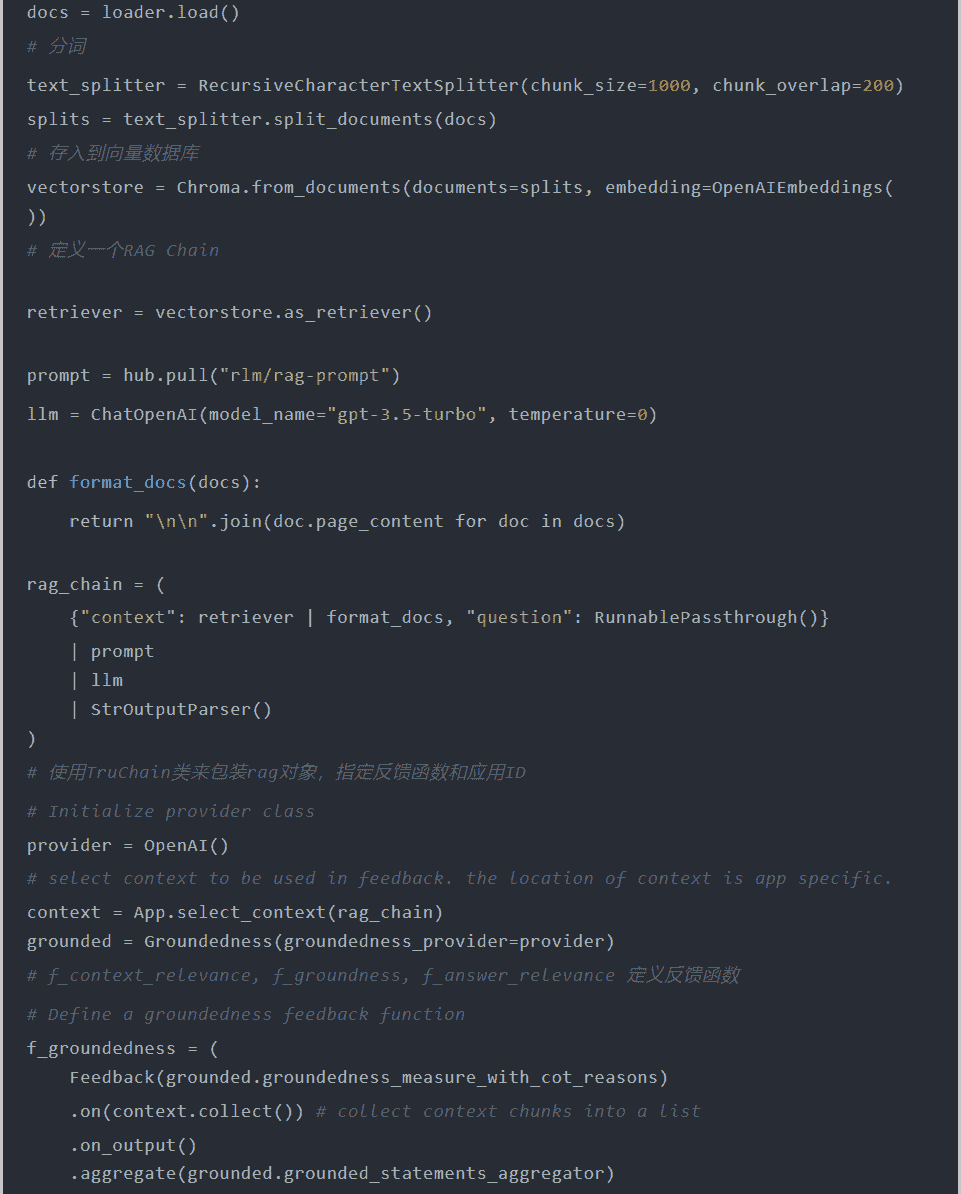 docs = loader.load()
# 分词
text_splitter = RecursiveCharacterTextSplitter(chunk_size=1000, chunk_overlap=200)
splits = text_splitter.split_documents(docs)
# 存入到向量数据库
vectorstore = Chroma.from_documents(documents=splits, embedding=OpenAIEmbeddings(
))
# 定义一个RAG Chain
retriever = vectorstore.as_retriever()
prompt = hub.pull("rlm/rag-prompt")
llm = ChatOpenAI(model_name="gpt-3.5-turbo", temperature=0)
def format_docs(docs):
    return "\n\n".join(doc.page_content for doc in docs)
rag_chain = (
    {"context": retriever | format_docs, "question": RunnablePassthrough()}
    | prompt
    | llm
    | StrOutputParser()
)
# 使用TruChain类来包装rag对象，指定反馈函数和应用ID
# Initialize provider class
provider = OpenAI()
# select context to be used in feedback. the location of context is app specific.
context = App.select_context(rag_chain)
grounded = Groundedness(groundedness_provider=provider)
# f_context_relevance, f_groundness, f_answer_relevance 定义反馈函数
# Define a groundedness feedback function
f_groundedness = (
    Feedback(grounded.groundedness_measure_with_cot_reasons)
    .on(context.collect()) # collect context chunks into a list
    .on_output()
    .aggregate(grounded.grounded_statements_aggregator)